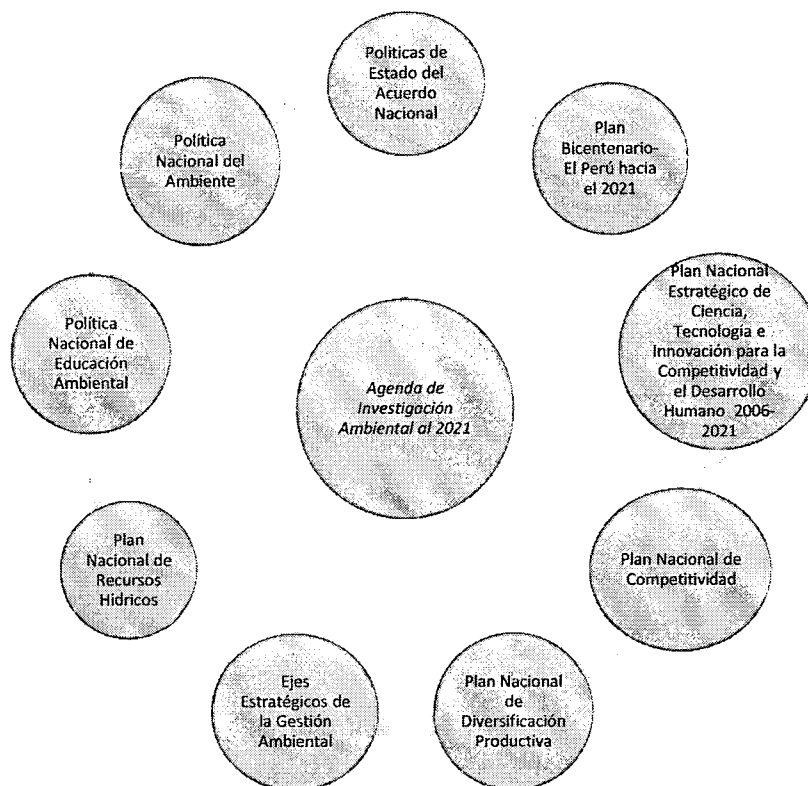 Politicas de
Estado del
Acuerdo
Nacional
Plan
Bicentenario-
El Perú hacia
el 2021
Plan Nacional
Estratégico de
Ciencia,
Tecnología e
Innovación para la
Competitividad y
el Desarrollo
Humano 2006-
2021
Plan Nacional de
Competitividad
Plan Nacional
de
Diversificación
Productiva
Ejes
Estratégicos de
la Gestión
Ambiental
Plan
Nacional de
Recursos
Hídricos
Política
Nacional de
Educación
Ambiental
Política
Nacional del
Ambiente
Agenda de
Investigación
Ambiental al 2021